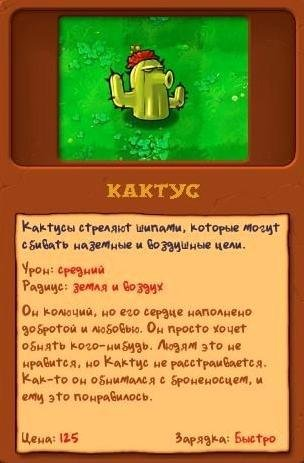 КАКТУС
Кактусы стреляют шипами, которые могут
сбивать наземные и воздушные цели.
Урон: средний
Радиус: земля и воздух
Он колючий, но его сердце наполнено
добротой и любовью. Он просто хочет
обнять кого-нибудь. Людям это не
нравится, но Кактус не расстраивается.
Как-то он обнимался с броненосцем, и
ему это понравилось.
Цена: 125 Зарядка: Быстро